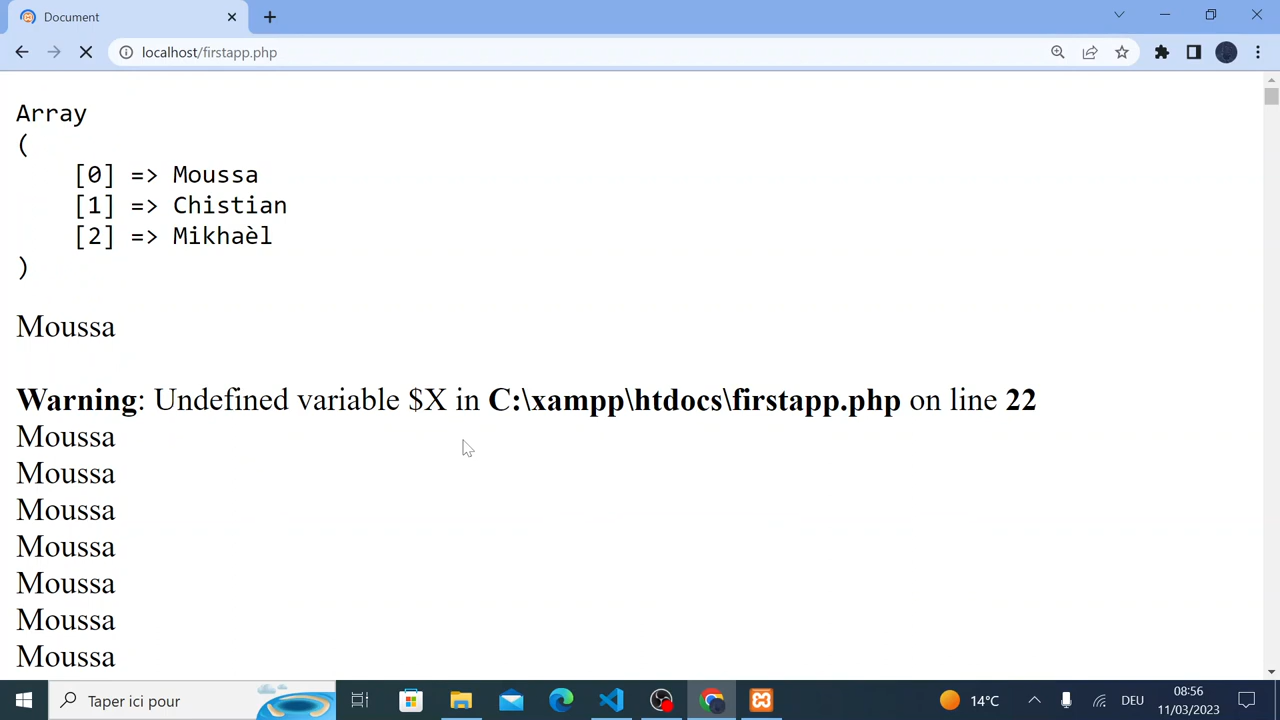 Document
localhost/firstapp.php
Array
(
[0] => Moussa
[1] => Chistian
[2] => Mikhaèl
)
Moussa
Warning: Undefined variable $X in C:\xampp\htdocs\firstapp.php on line 22
Moussa
Moussa
Moussa
Moussa
Moussa
Moussa
Moussa
Taper ici pour
14°C
DEU
08:56
11/03/2023